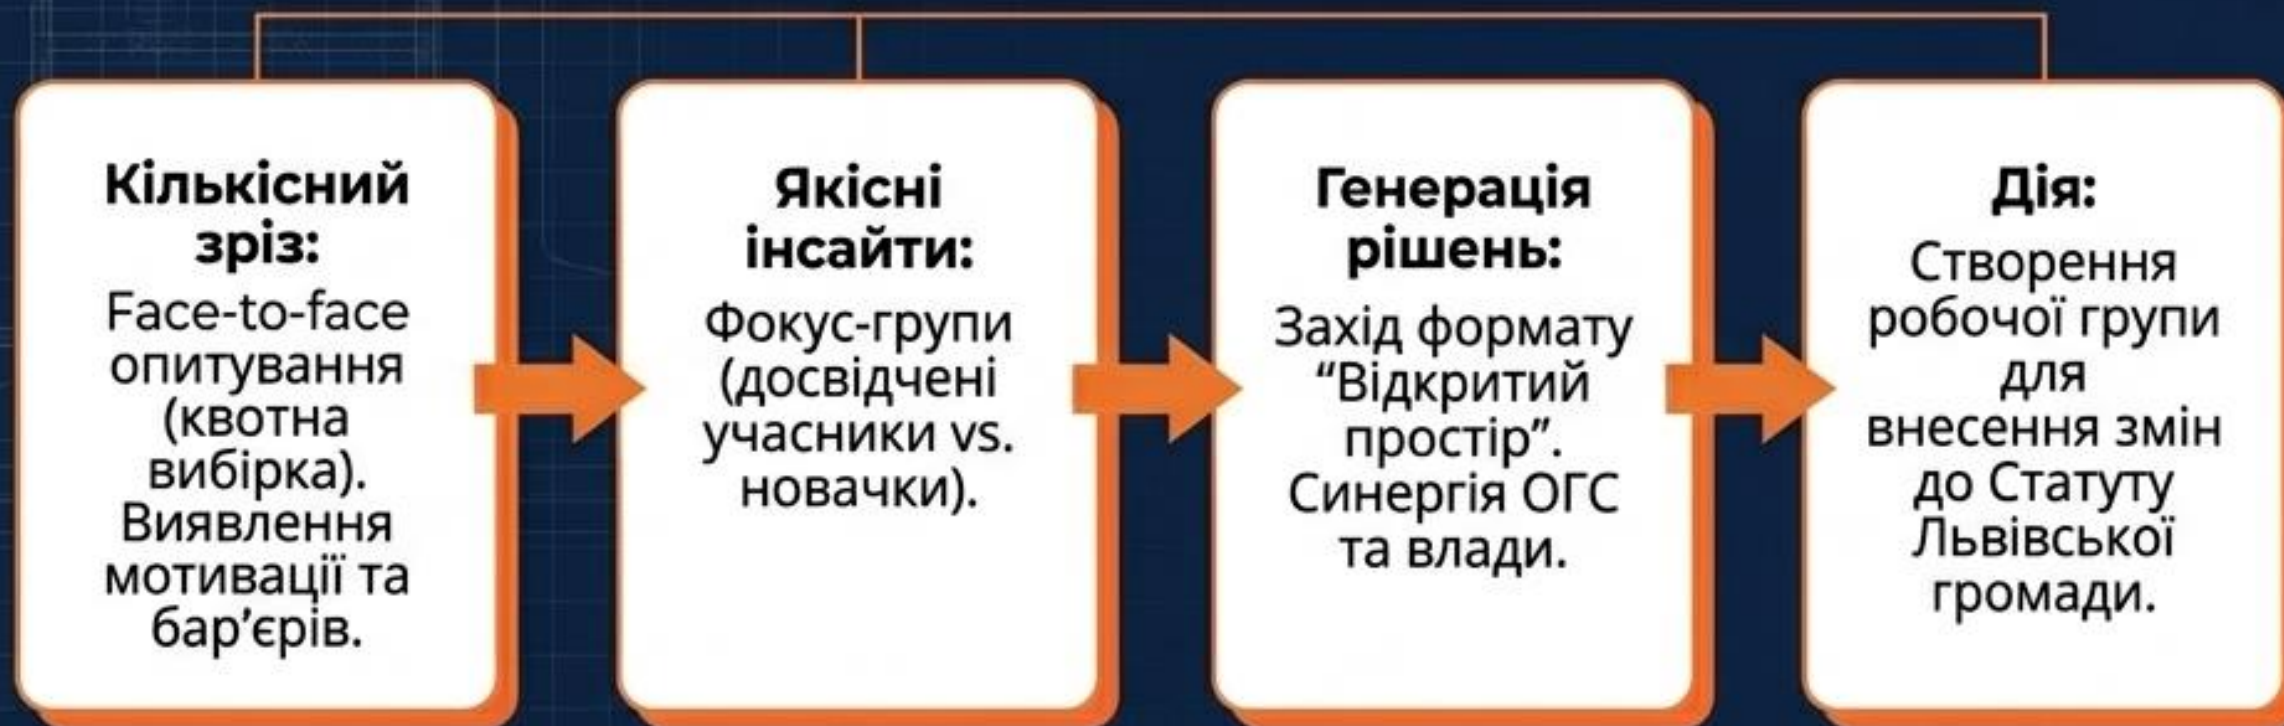 Кількісний
зріз:
Face-to-face
опитування
(квотна
вибірка).
Виявлення
мотивації та
бар’єрів.
Якісні
інсайти:
Фокус-групи
(досвідчені
учасники vs.
новачки).
Генерація
рішень:
Захід формату
“Відкритий
простір”.
Синергія ОГС
та влади.
Дія:
Створення
робочої групи
для
внесення змін
до Статуту
Львівської
громади.